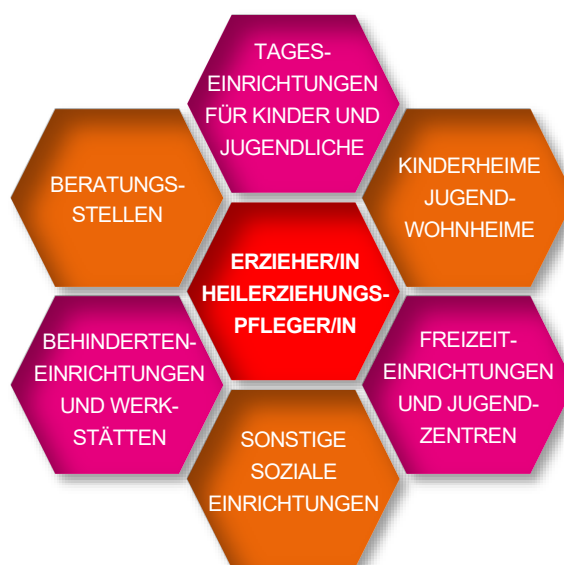 TAGES-
EINRICHTUNGEN
FÜR KINDER UND
JUGENDLICHE
BERATUNGS-
STELLEN
KINDERHEIME
JUGEND-
WOHNHEIME
ERZIEHER/IN
HEILERZIEHUNGS-
PFLEGER/IN
BEHINDERTEN-
EINRICHTUNGEN
UND WERK-
STÄTTEN
FREIZEIT-
EINRICHTUNGEN
UND JUGEND-
ZENTREN
SONSTIGE
SOZIALE
EINRICHTUNGEN